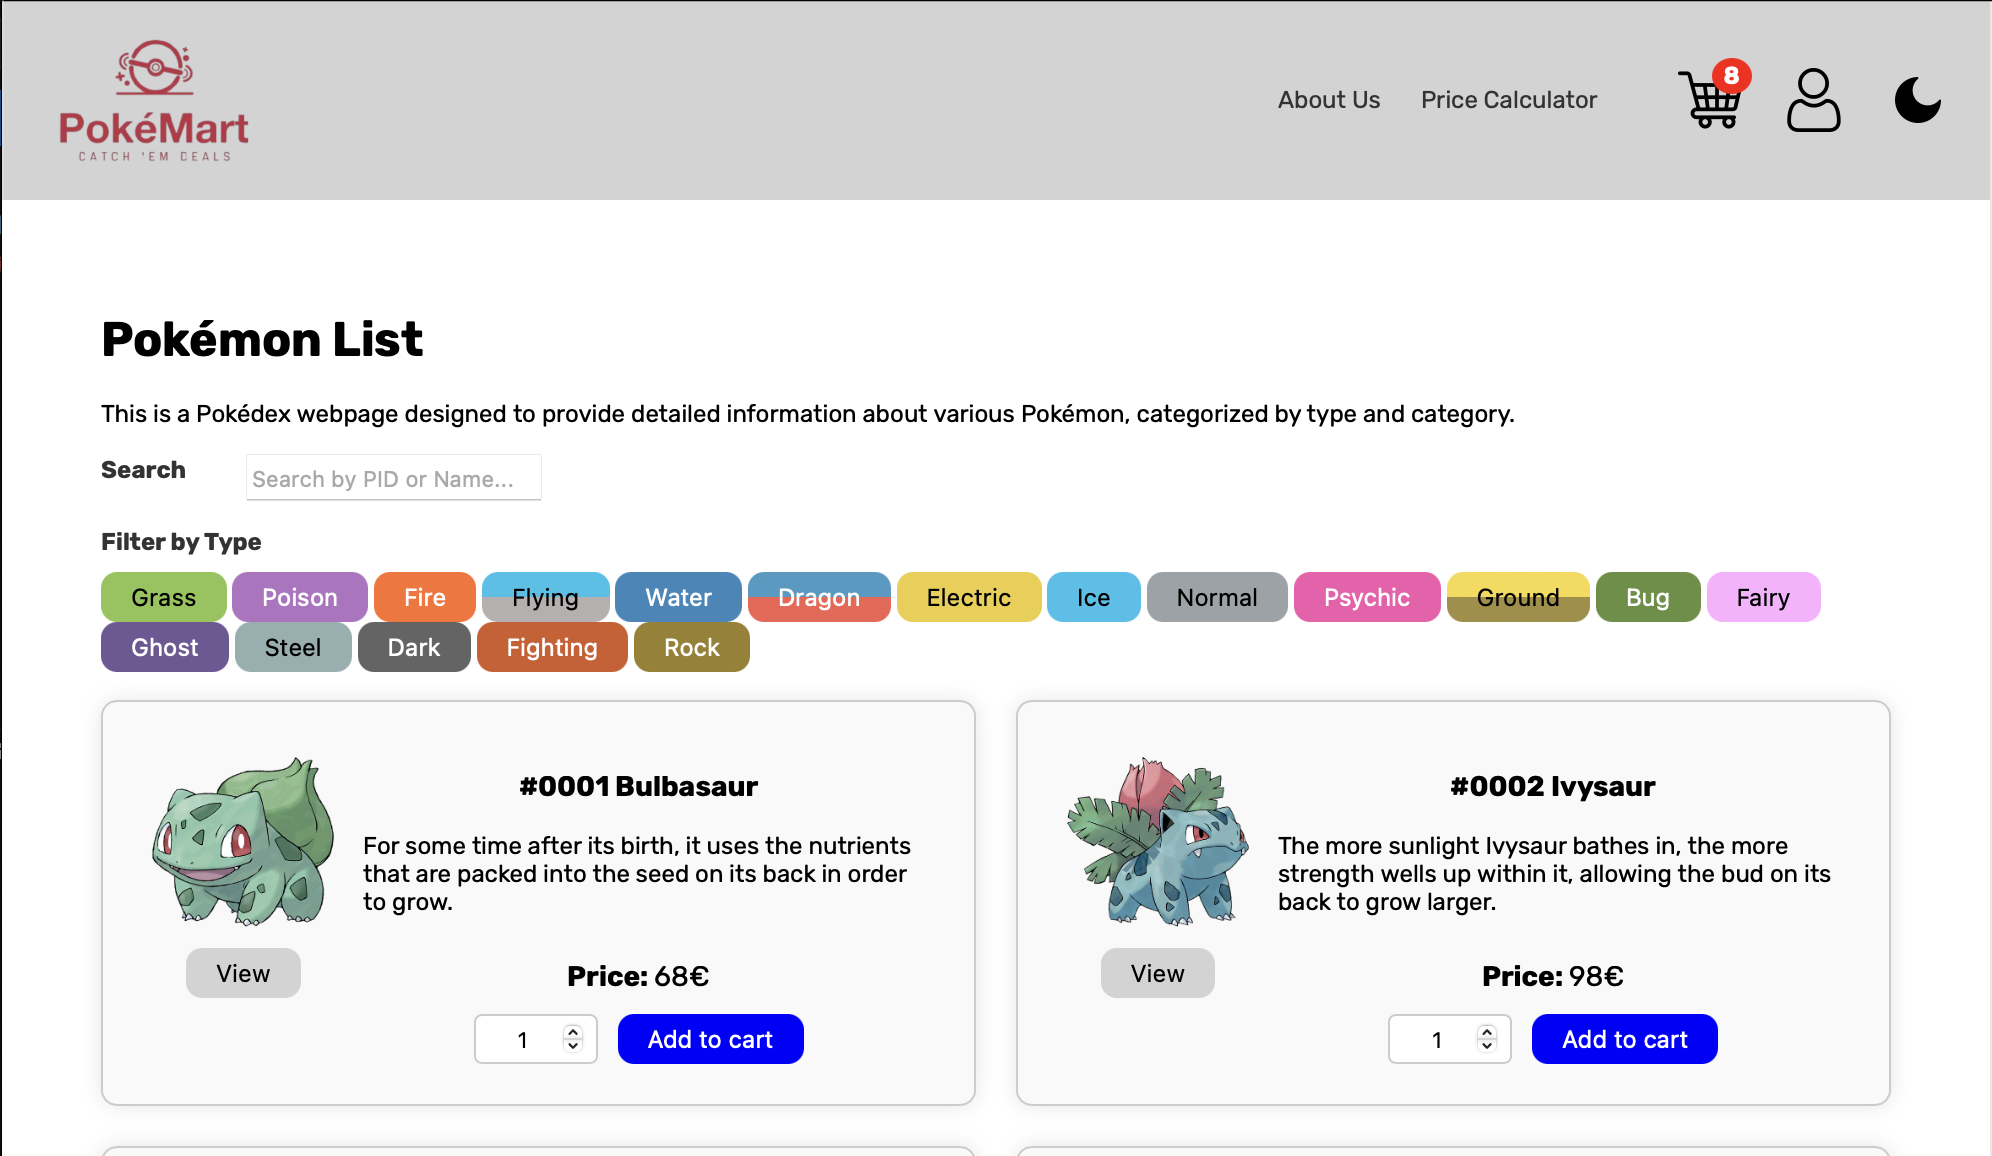 PokéMart
CATCH 'EM DEALS
About Us
Price Calculator
8
Pokémon List
This is a Pokédex webpage designed to provide detailed information about various Pokémon, categorized by type and category.
Search
Search by PID or Name...
Filter by Type
Grass
Poison
Fire
Flying
Water
Dragon
Electric
Ice
Normal
Psychic
Ground
Bug
Fairy
Ghost
Steel
Dark
Fighting
Rock
#0001 Bulbasaur
For some time after its birth, it uses the nutrients
that are packed into the seed on its back in order
to grow.
View
Price: 68€
1
Add to cart
#0002 Ivysaur
The more sunlight Ivysaur bathes in, the more
strength wells up within it, allowing the bud on its
back to grow larger.
View
Price: 98€
1
Add to cart